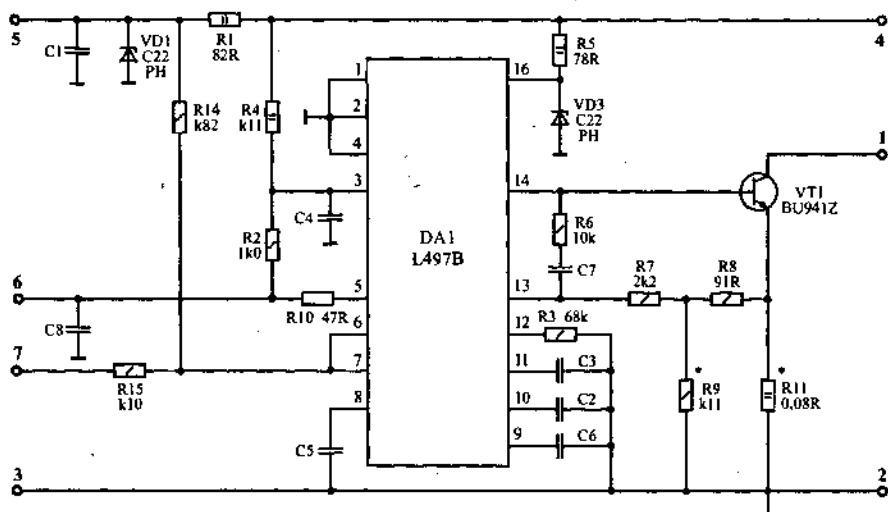 5
C1
VD1
C22
PH
R1
82R
R14
k82
R4
k11
1
2
4
3
C4
R2
1k0
6
C8
R10 47R
5
6
7
R15
k10
7
8
C5
3
DA1
L497B
16
R5
78R
VD3
C22
PH
4
1
14
VT1
BU941Z
R6
10k
C7
13
R7
2k2
R8
91R
12
R3 68k
11
C3
10
C2
9
C6
*
R9
k11
*
R11
0,08R
2